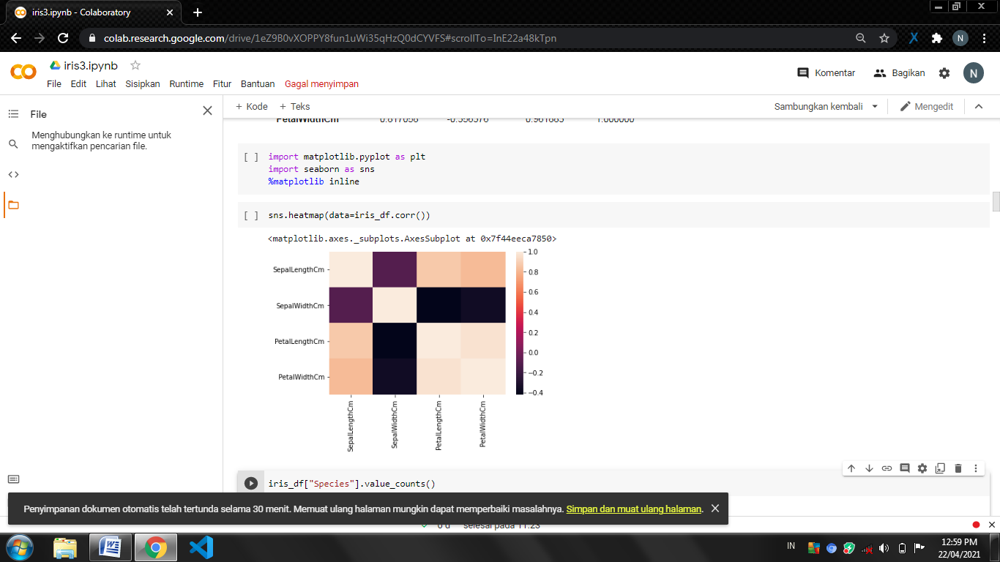 iris3.ipynb - Colaboratory
colab.research.google.com/drive/1eZ9B0vXOPPY8fun1uWi35qHzQ0dCYVFS#scrollTo=InE22a48kTpn
N
iris3.ipynb
File Edit Lihat Sisipkan Runtime Fitur Bantuan Gagal menyimpan
Komentar Bagikan N
File
Menghubungkan ke runtime untuk
mengaktifkan pencarian file.
+ Kode + Teks
Sambungkan kembali Mengedit
PetalWidthCm 0.817058 -0.356576 0.961885 1.000000
[ ] import matplotlib.pyplot as plt
import seaborn as sns
%matplotlib inline
[ ] sns.heatmap(data=iris_df.corr())
<matplotlib.axes._subplots.AxesSubplot at 0x7f44eeca7850>
SepalLengthCm
SepalWidthCm
PetalLengthCm
PetalWidthCm
SepalLengthCm
SepalWidthCm
PetalLengthCm
PetalWidthCm
1.0
0.8
0.6
0.4
0.2
0.0
−0.2
−0.4
iris_df["Species"].value_counts()
Penyimpanan dokumen otomatis telah tertunda selama 30 menit. Memuat ulang halaman mungkin dapat memperbaiki masalahnya. Simpan dan muat ulang halaman.
0 d selesai pada 11.23
IN
12:59 PM
22/04/2021